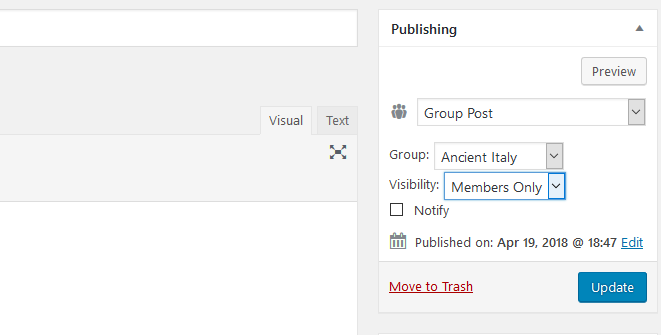 Publishing
Preview
Group Post
Visual Text
Group: Ancient Italy
Visibility: Members Only
Notify
Published on: Apr 19, 2018 @ 18:47 Edit
Move to Trash Update